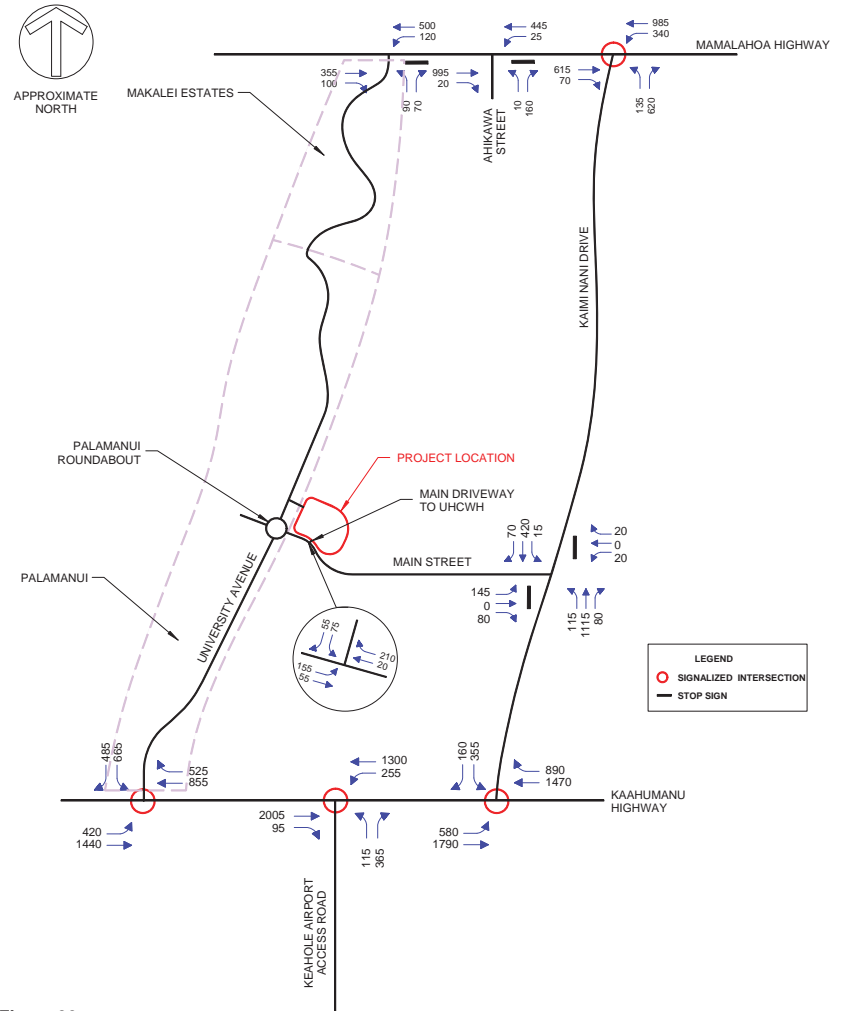 500
120
445
25
985
340
MAMALAHOA HIGHWAY
APPROXIMATE
NORTH
MAKALEI ESTATES
355
100
90
70
995
20
AHIKAWA
STREET
10
160
615
70
135
620
KAIMI NANI DRIVE
PALAMANUI
ROUNDABOUT
PROJECT LOCATION
MAIN DRIVEWAY
TO UHCWH
MAIN STREET
70
420
15
20
0
20
145
0
80
115
1115
80
PALAMANUI
UNIVERSITY AVENUE
55
75
210
20
155
55
LEGEND
SIGNALIZED INTERSECTION
STOP SIGN
485
665
525
855
420
1440
1300
255
2005
95
115
365
KEAHOLE AIRPORT
ACCESS ROAD
160
355
890
1470
580
1790
KAAHUMANU
HIGHWAY